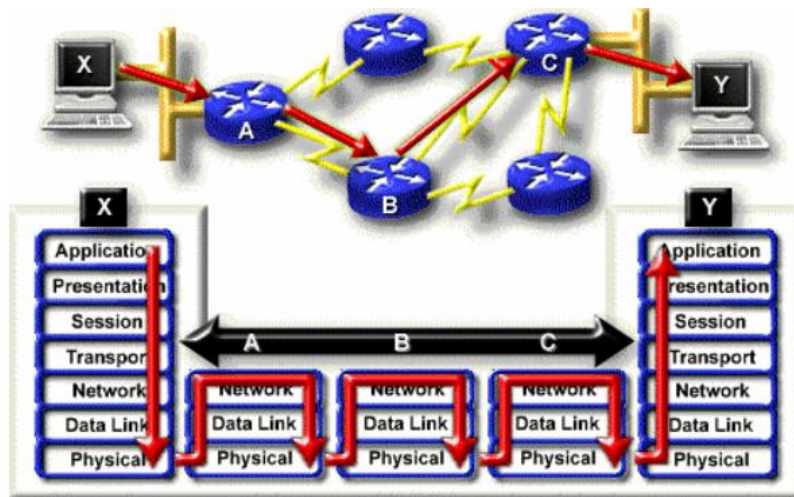 X
C
Y
A
B
X
Y
Application
Presentation
Session
Transport
Network
Data Link
Physical
A B C
Network
Data Link
Physical
Network
Data Link
Physical
Network
Data Link
Physical
Application
Presentation
Session
Transport
Network
Data Link
Physical